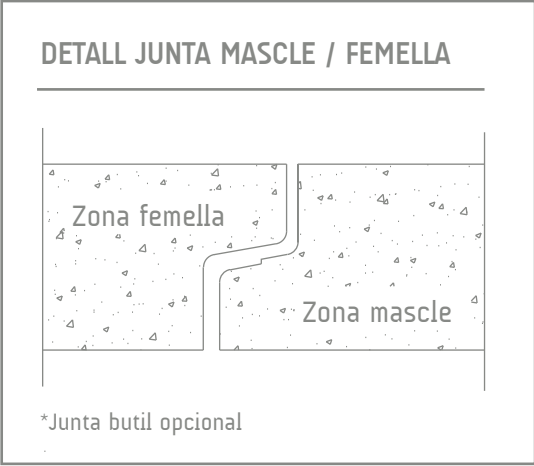 DETALL JUNTA MASCLE / FEMELLA
Zona femella
Zona mascle
*Junta butil opcional